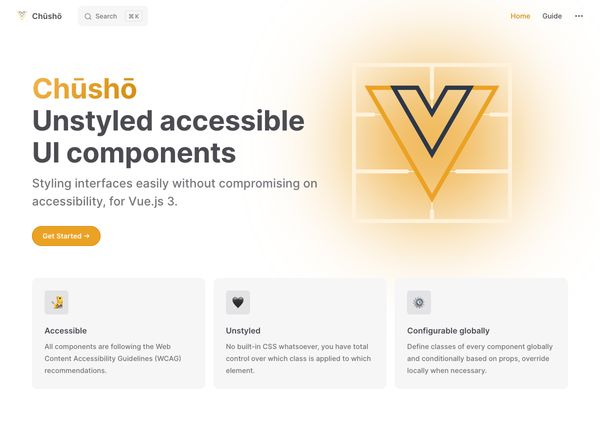 Chūshō
Search
⌘ K
Home
Guide
Chūshō
Unstyled accessible
UI components
Styling interfaces easily without compromising on
accessibility, for Vue.js 3.
Get Started →
Accessible
All components are following the Web
Content Accessibility Guidelines (WCAG)
recommendations.
Unstyled
No built-in CSS whatsoever, you have total
control over which class is applied to which
element.
Configurable globally
Define classes of every component globally
and conditionally based on props, override
locally when necessary.